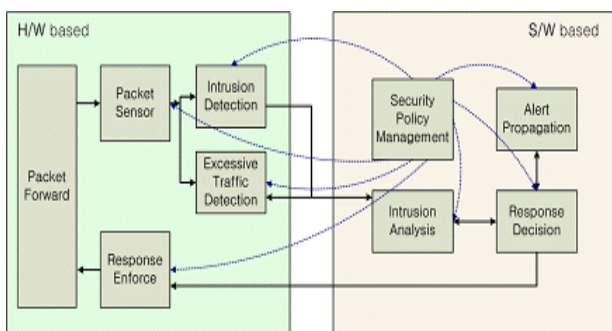 H/W based
S/W based
Packet
Forward
Packet
Sensor
Intrusion
Detection
Excessive
Traffic
Detection
Response
Enforce
Security
Policy
Management
Alert
Propagation
Intrusion
Analysis
Response
Decision